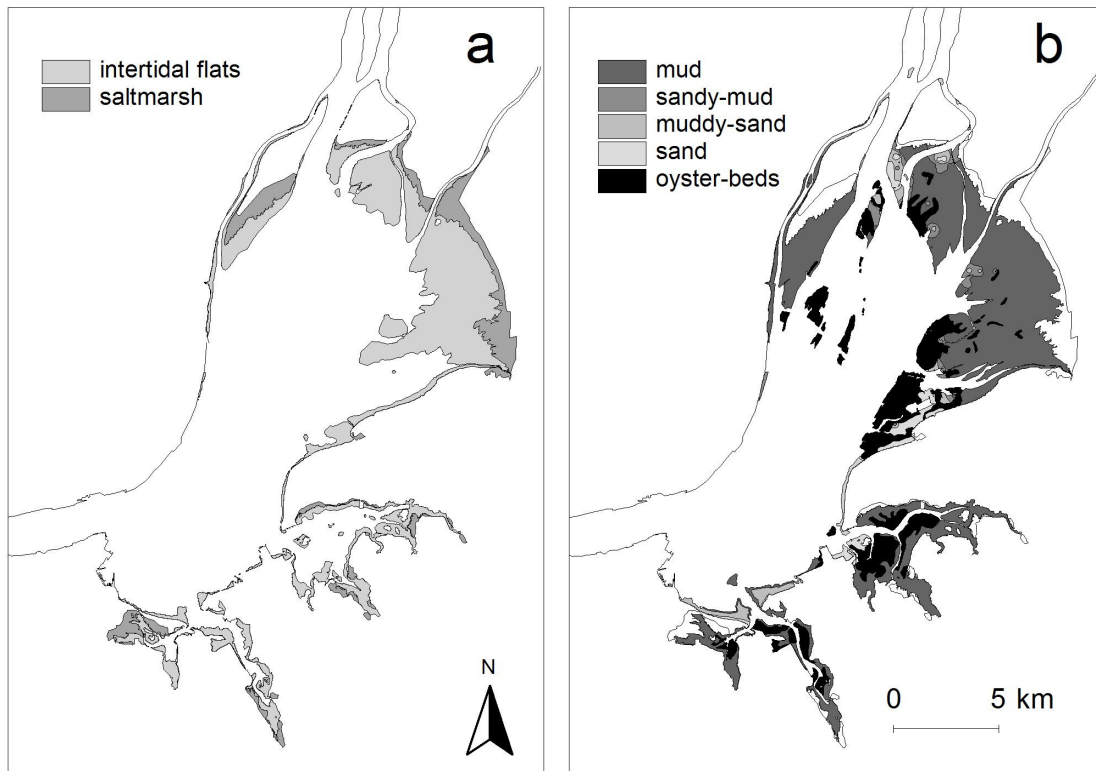 a
intertidal flats
saltmarsh
N
b
mud
sandy-mud
muddy-sand
sand
oyster-beds
0 5 km